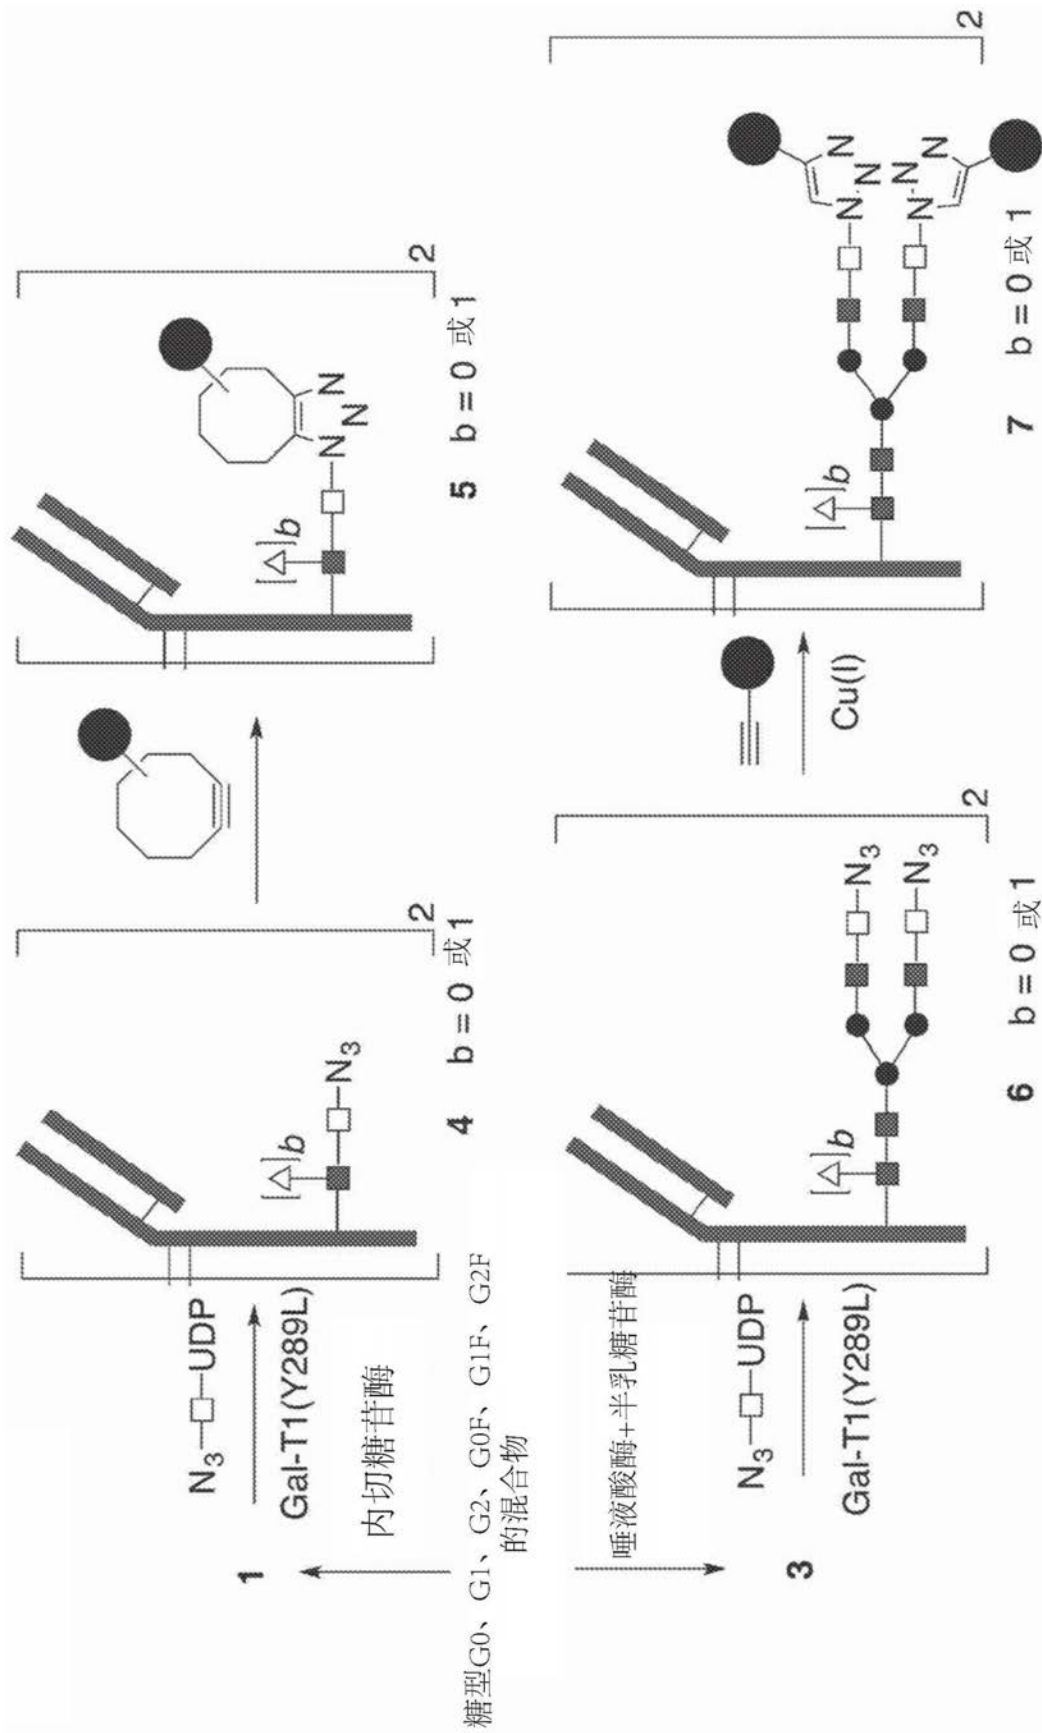 糖型G0、G1、G2、G0F、G1F、G2F
的混合物
内切糖苷酶
1
N3
UDP
Gal-T1(Y289L)
[
]b
N3
2
4 b = 0 或 1
[
]b
N
N
N
2
5 b = 0 或 1
唾液酸酶+半乳糖苷酶
3
N3
UDP
Gal-T1(Y289L)
[
]b
N3
N3
2
6 b = 0 或 1
Cu(I)
[
]b
N
N
N
N
N
N
2
7 b = 0 或 1